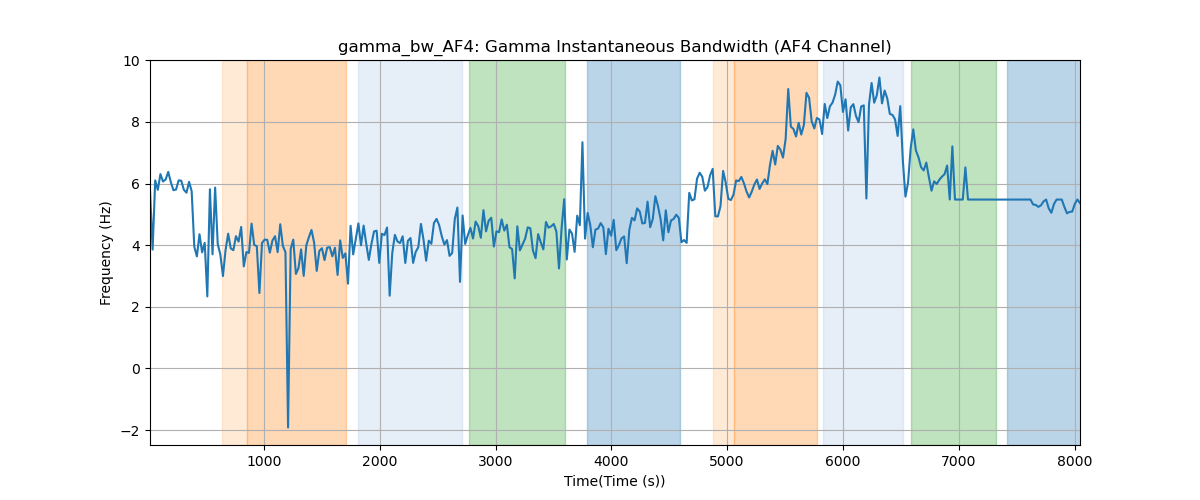 gamma_bw_AF4: Gamma Instantaneous Bandwidth (AF4 Channel)
10
8
6
4
2
0
−2
Frequency (Hz)
1000 2000 3000 4000 5000 6000 7000 8000
Time(Time (s))